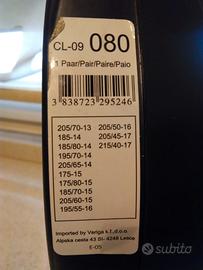 CL-09 080
1 Paar/Pair/Paire/Paio
3 838723 295246
205/70-13 205/50-16
185-14 205/45-17
185/80-14 215/40-17
195/70-14
205/65-14
175-15
175/80-15
185/70-15
205/60-15
195/55-16
Imported by Variga k.f.,d.o.o.
Alpska cesta 43 SI- 4248 Lesce
E-05
subito